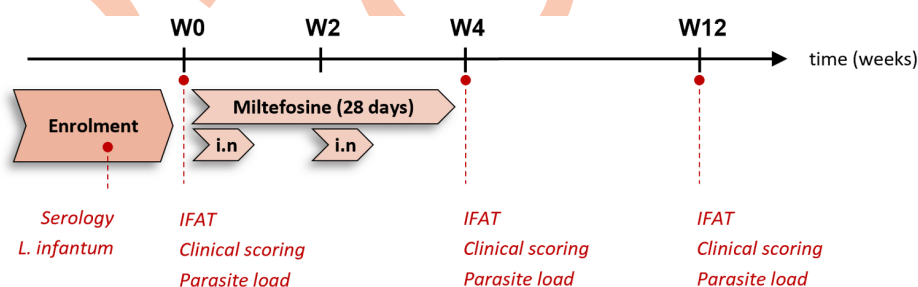 W0 W2 W4 W12
time (weeks)
Miltefosine (28 days)
Enrolment
i.n i.n
Serology IFAT IFAT IFAT
L. infantum Clinical scoring Clinical scoring Clinical scoring
Parasite load Parasite load Parasite load